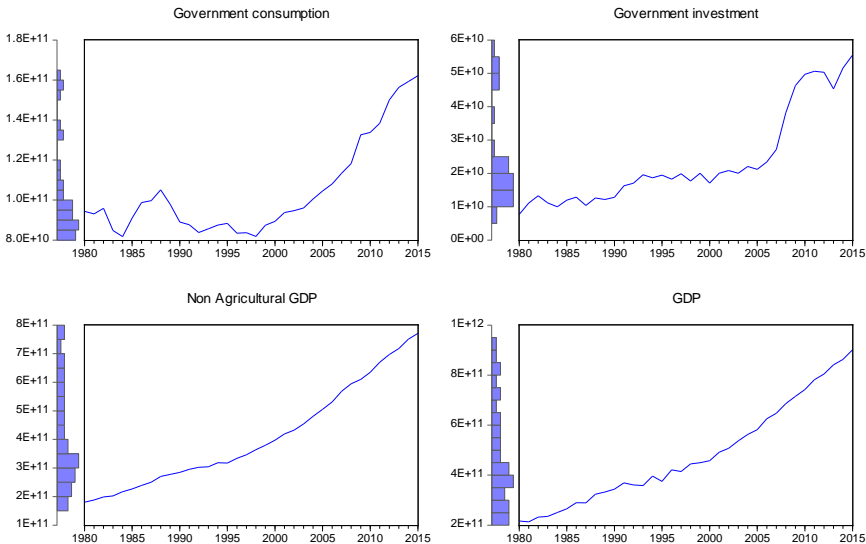 Government consumption
1.8E+11
1.6E+11
1.4E+11
1.2E+11
1.0E+11
8.0E+10
1980 1985 1990 1995 2000 2005 2010 2015
Government investment
6E+10
5E+10
4E+10
3E+10
2E+10
1E+10
0E+00
1980 1985 1990 1995 2000 2005 2010 2015
Non Agricultural GDP
8E+11
7E+11
6E+11
5E+11
4E+11
3E+11
2E+11
1E+11
1980 1985 1990 1995 2000 2005 2010 2015
GDP
1E+12
8E+11
6E+11
4E+11
2E+11
1980 1985 1990 1995 2000 2005 2010 2015